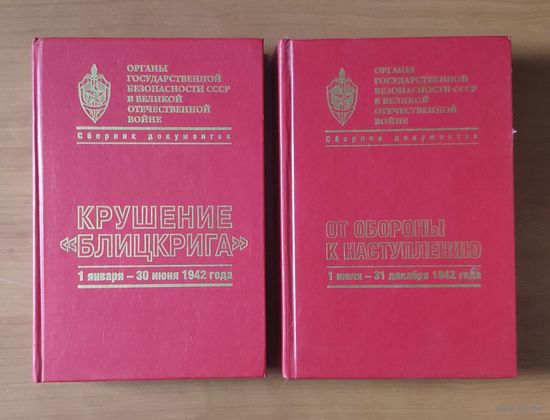 ОРГАНЫ
ГОСУДАРСТВЕННОЙ
БЕЗОПАСНОСТИ СССР
В ВЕЛИКОЙ
ОТЕЧЕСТВЕННОЙ
ВОЙНЕ
Сборник документов
КРУШЕНИЕ
«БЛИЦКРИГА»
1 января – 30 июня 1942 года
ОРГАНЫ
ГОСУДАРСТВЕННОЙ
БЕЗОПАСНОСТИ СССР
В ВЕЛИКОЙ
ОТЕЧЕСТВЕННОЙ
ВОЙНЕ
Сборник документов
ОТ ОБОРОНЫ
К НАСТУПЛЕНИЮ
1 июля – 31 декабря 1942 года